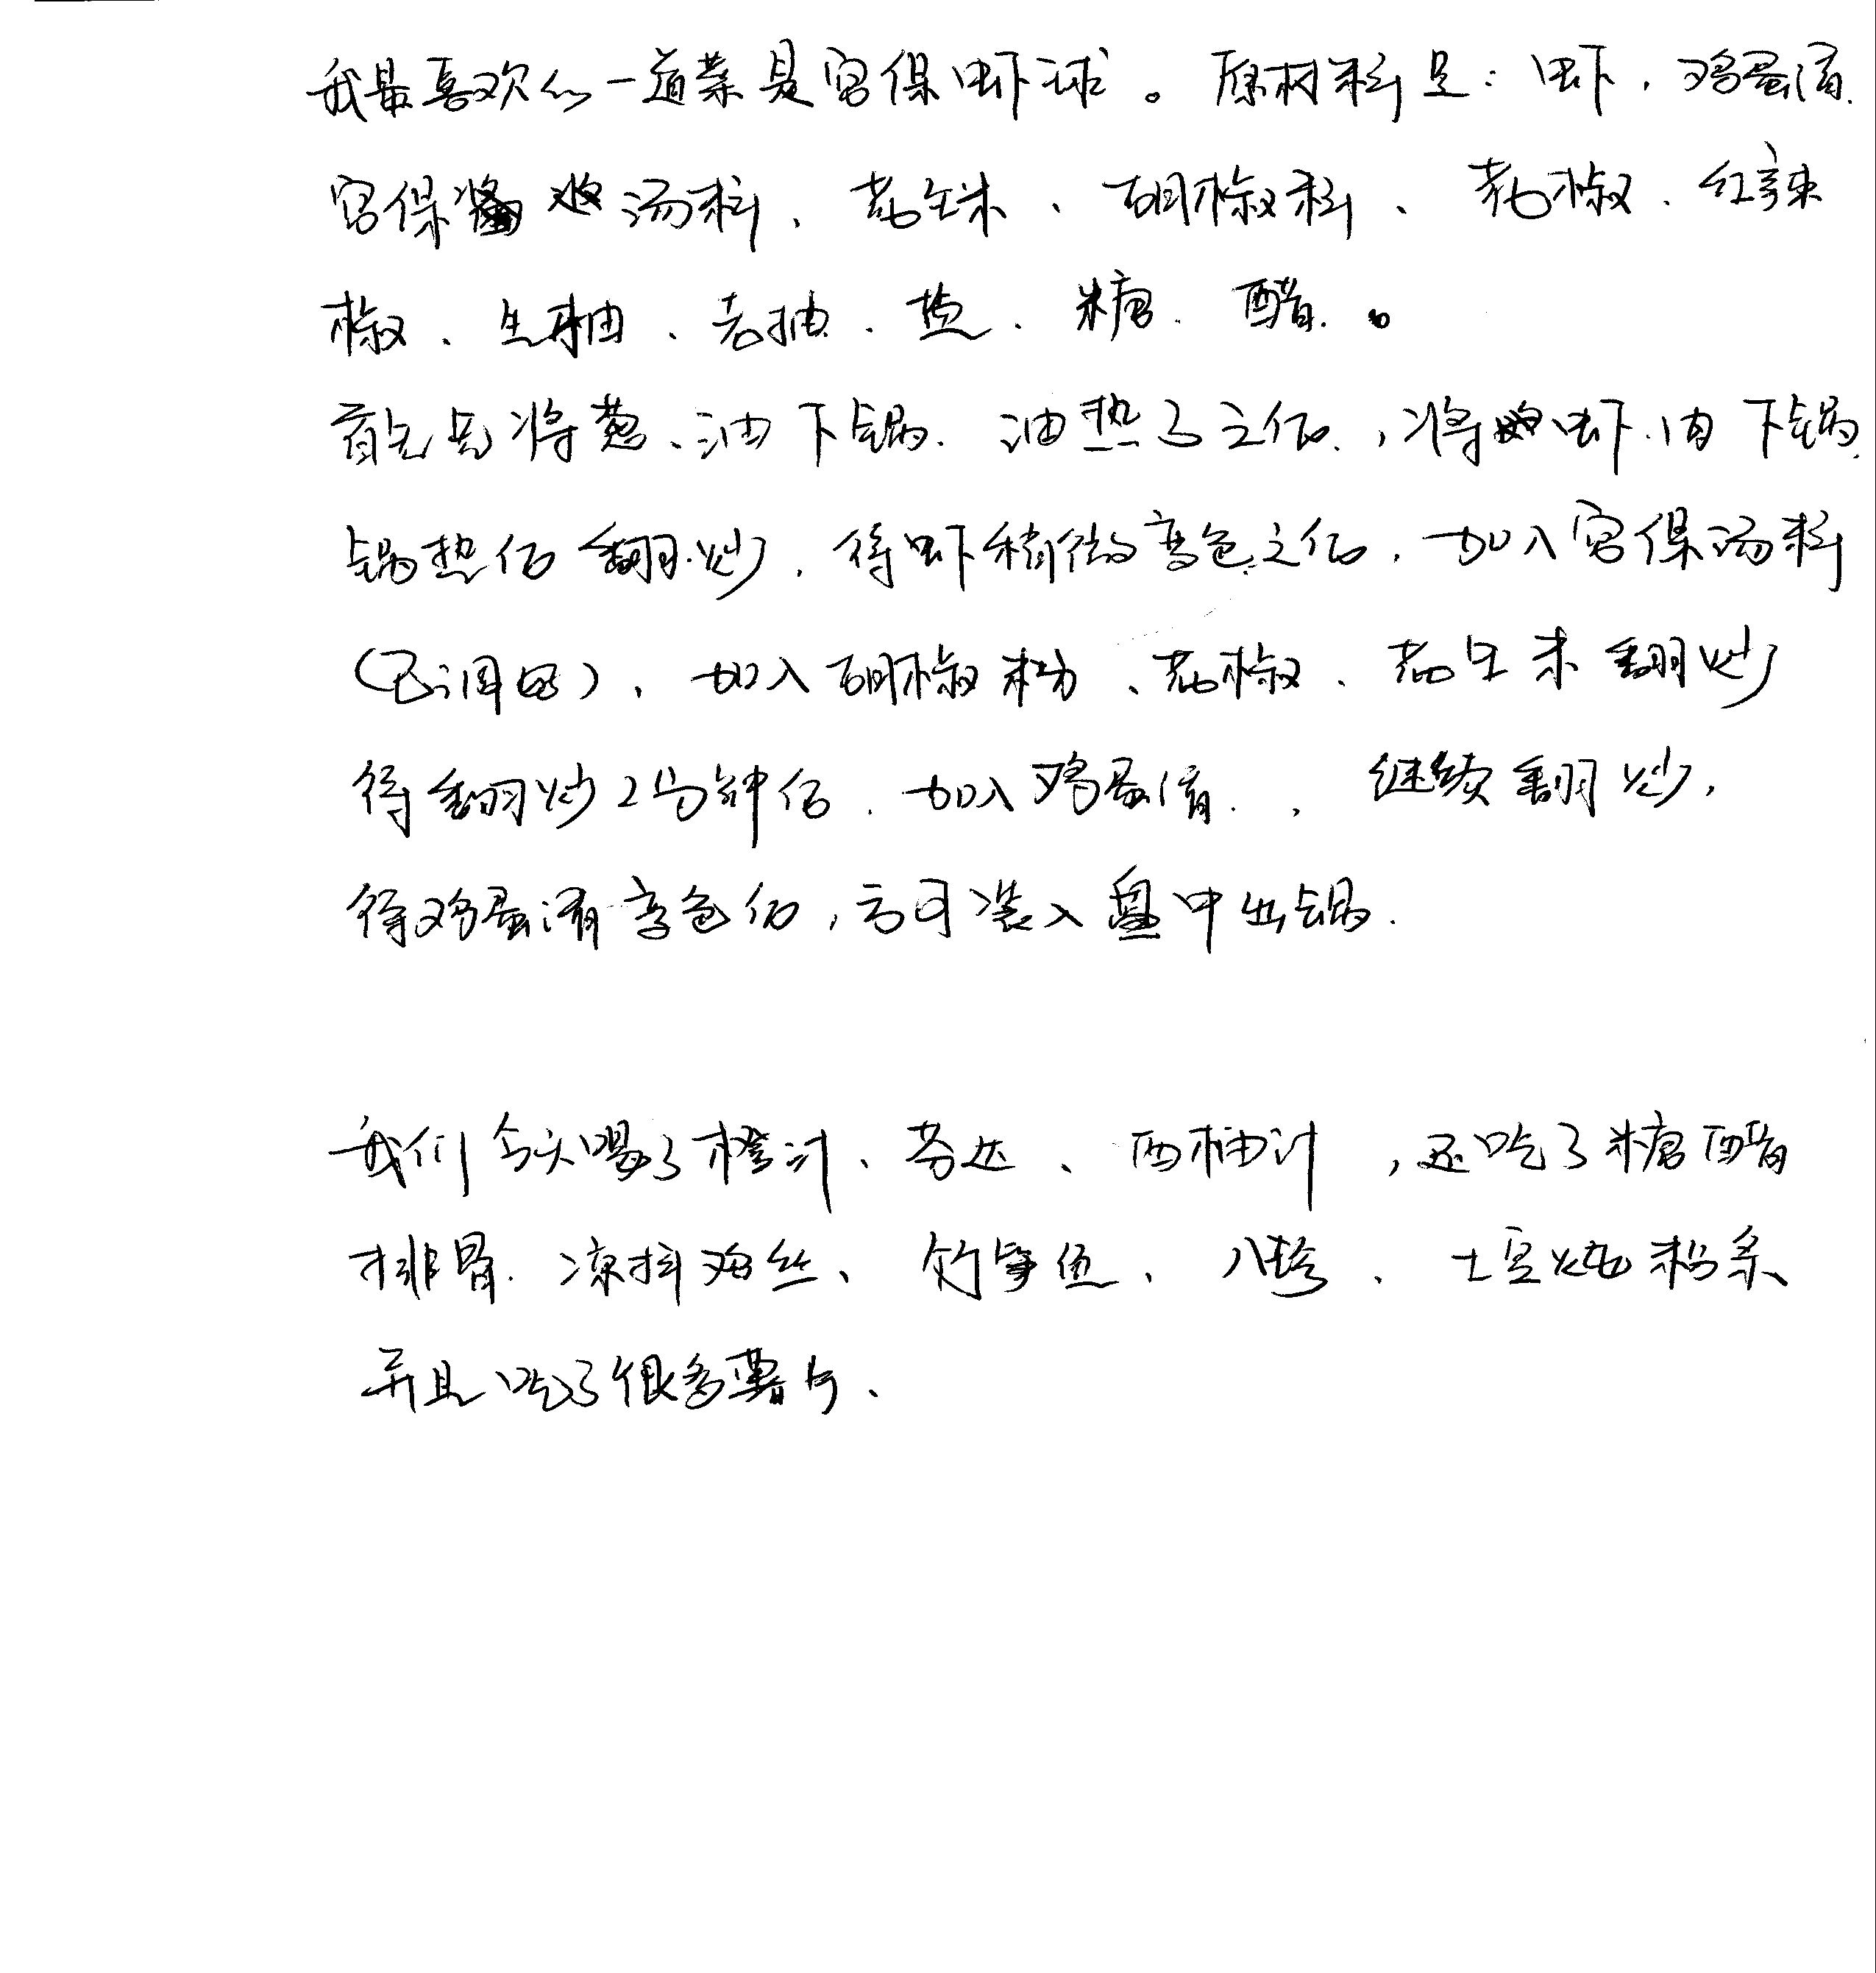 我最喜欢的一道菜是宫保虾球。原材料是：虾，鸡蛋清、
宫保汤料、花生米、胡椒料、花椒、红辣
椒、生抽、老抽、盐、糖、醋。
首先先将葱、油下锅. 油热了之后，将虾肉下锅.
锅热后翻炒，待虾稍微变色之后，加入宫保汤料
(已调好)，加入胡椒粉、花椒、花生米翻炒
待翻炒2分钟后. 加入鸡蛋清，继续翻炒，
待鸡蛋清变色后，方可装入盘中出锅.
我们今天喝了橙汁、芬达、西柚汁，还吃了糖醋
排骨、凉拌鸡丝、竹笋鱼、八珍、土豆炖粉条
并且吃了很多薯片、